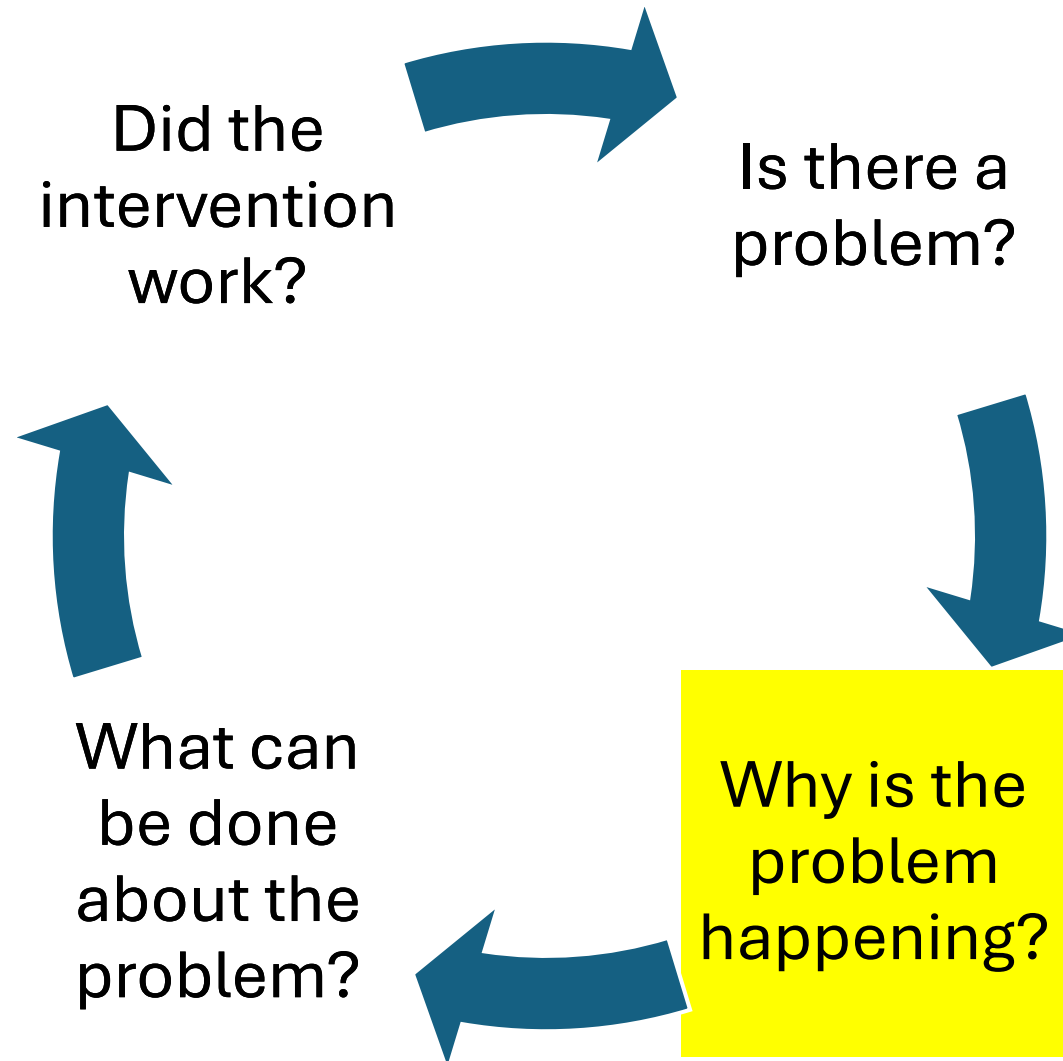 Did the
intervention
work?
Is there a
problem?
Why is the
problem
happening?
What can
be done
about the
problem?